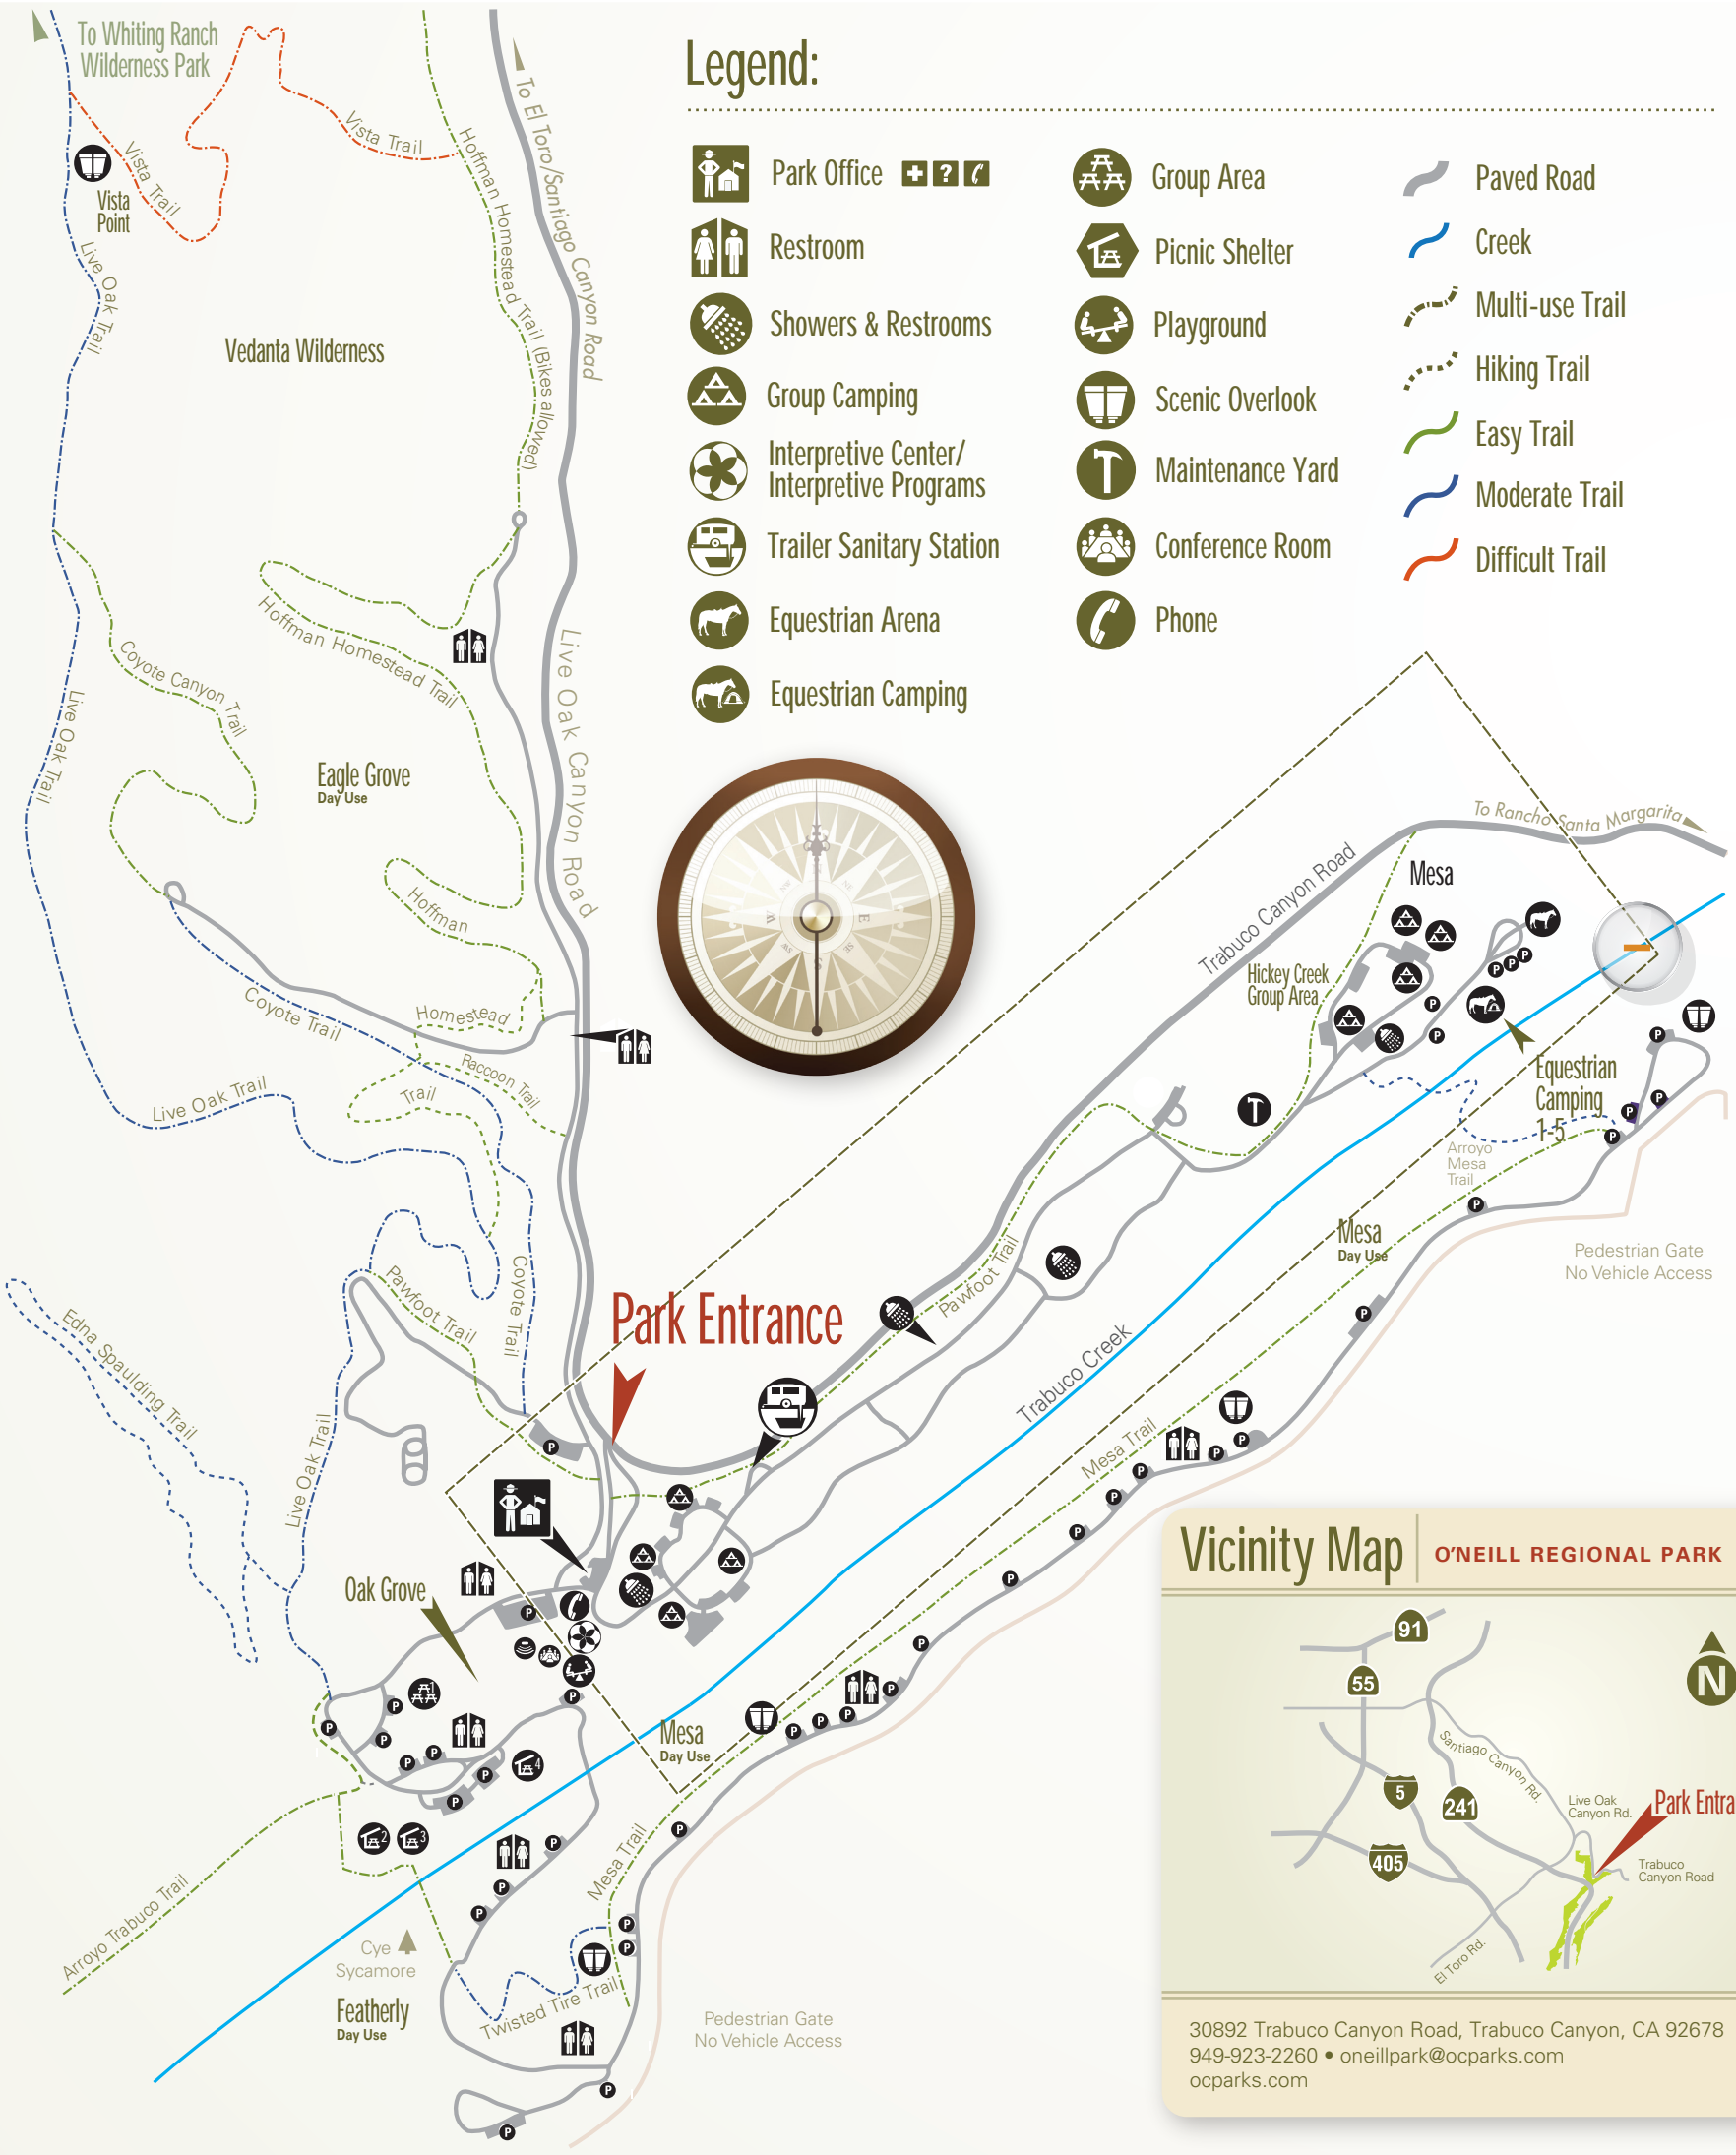 To Whiting Ranch
Wilderness Park
Vista Trail
Vista Trail
Vista
Point
Live Oak Trail
Hoffman Homestead Trail (Bikes allowed)
To El Toro/Santiago Canyon Road
Vedanta Wilderness
Legend:
Park Office
?
Restroom
Showers & Restrooms
Group Camping
Interpretive Center/
Interpretive Programs
Trailer Sanitary Station
Equestrian Arena
Equestrian Camping
Group Area
Picnic Shelter
Playground
Scenic Overlook
Maintenance Yard
Conference Room
Phone
Paved Road
Creek
Multi-use Trail
Hiking Trail
Easy Trail
Moderate Trail
Difficult Trail
Hoffman Homestead Trail
Coyote Canyon Trail
Live Oak Trail
Live Oak Canyon Road
Eagle Grove
Day Use
Hoffman
Homestead
Trail
Coyote Trail
Raccoon Trail
Live Oak Trail
NE
E
SE
S
SW
W
NW
To Rancho Santa Margarita
Trabuco Canyon Road
Mesa
Hickey Creek
Group Area
P P P
P
P
Equestrian
Camping
1-5
P
P
P
P
Arroyo
Mesa
Trail
P
Mesa
Day Use
Pedestrian Gate
No Vehicle Access
P
Pawfoot Trail
Coyote Trail
Pawfoot Trail
Park Entrance
Trabuco Creek
Edna Spaulding Trail
Live Oak Trail
P
Mesa Trail
P
P
P
P
P
P
Oak Grove
P
P
P
P
1
P
P
P
P
P
4
P
2
3
P
P
P
Mesa
Day Use
P
P
P
P
P
P
Mesa Trail
Arroyo Trabuco Trail
Cye
Sycamore
Featherly
Day Use
P
P
Twisted Tire Trail
Pedestrian Gate
No Vehicle Access
P
P
Vicinity Map
O'NEILL REGIONAL PARK
91
55
N
Santiago Canyon Rd.
5
241
Live Oak
Canyon Rd.
Park Entra
405
Trabuco
Canyon Road
El Toro Rd.
30892 Trabuco Canyon Road, Trabuco Canyon, CA 92678
949-923-2260 • oneillpark@ocparks.com
ocparks.com